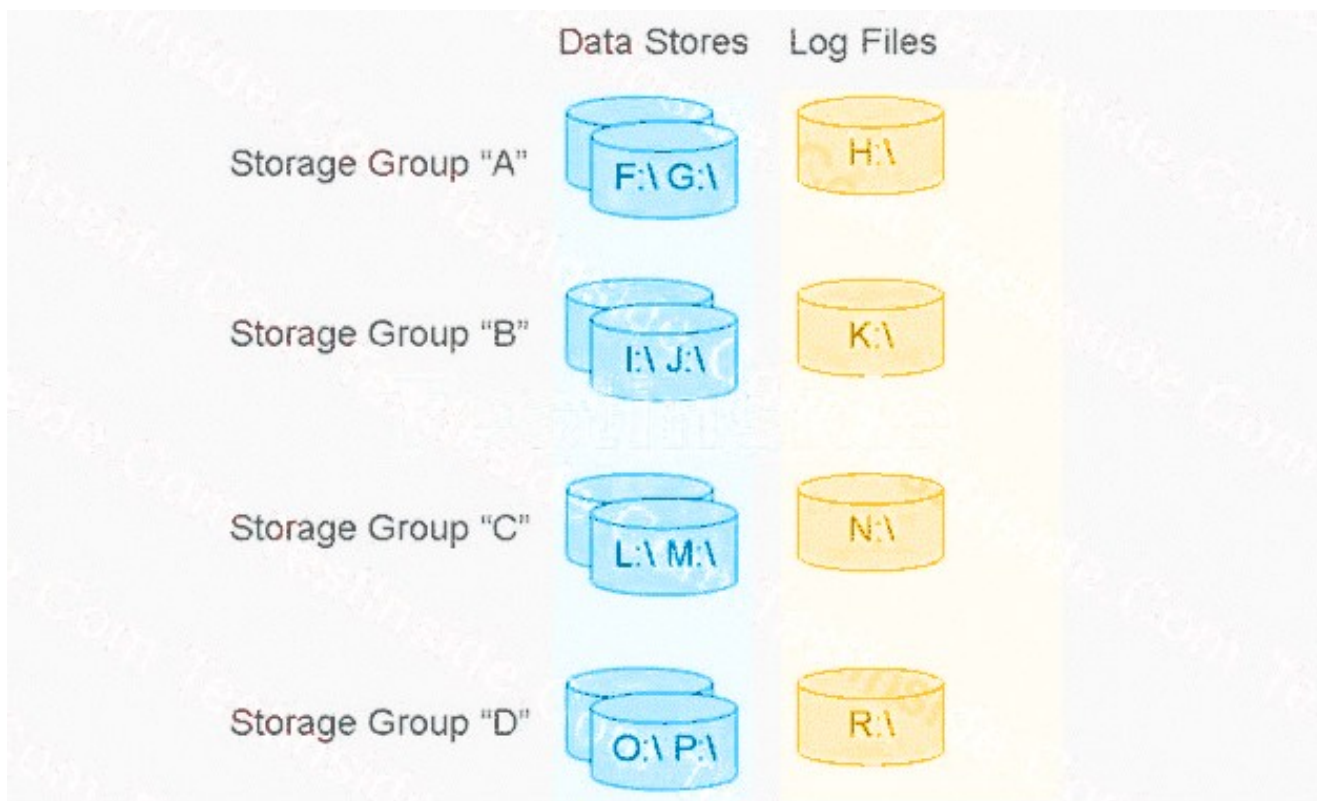 Data Stores Log Files
Storage Group “A” F:\ G:\ H:\
Storage Group “B” I:\ J:\ K:\
Storage Group “C” L:\ M:\ N:\
Storage Group “D” O:\ P:\ R:\